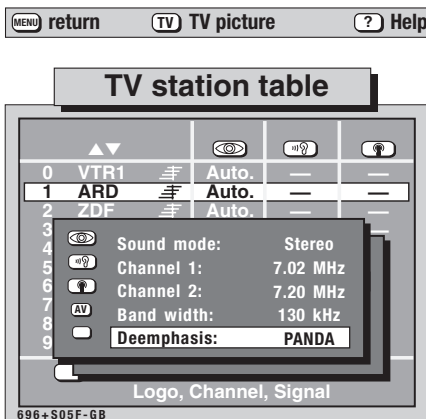 MENU return TV TV picture ? Help
TV station table
0 VTR1 Auto. — —
1 ARD Auto. — —
2 ZDF Auto. — —
3
4 Sound mode: Stereo
5 Channel 1: 7.02 MHz
6 Channel 2: 7.20 MHz
7 AV Band width: 130 kHz
8
9 Deemphasis: PANDA
Logo, Channel, Signal
696+S05F-GB